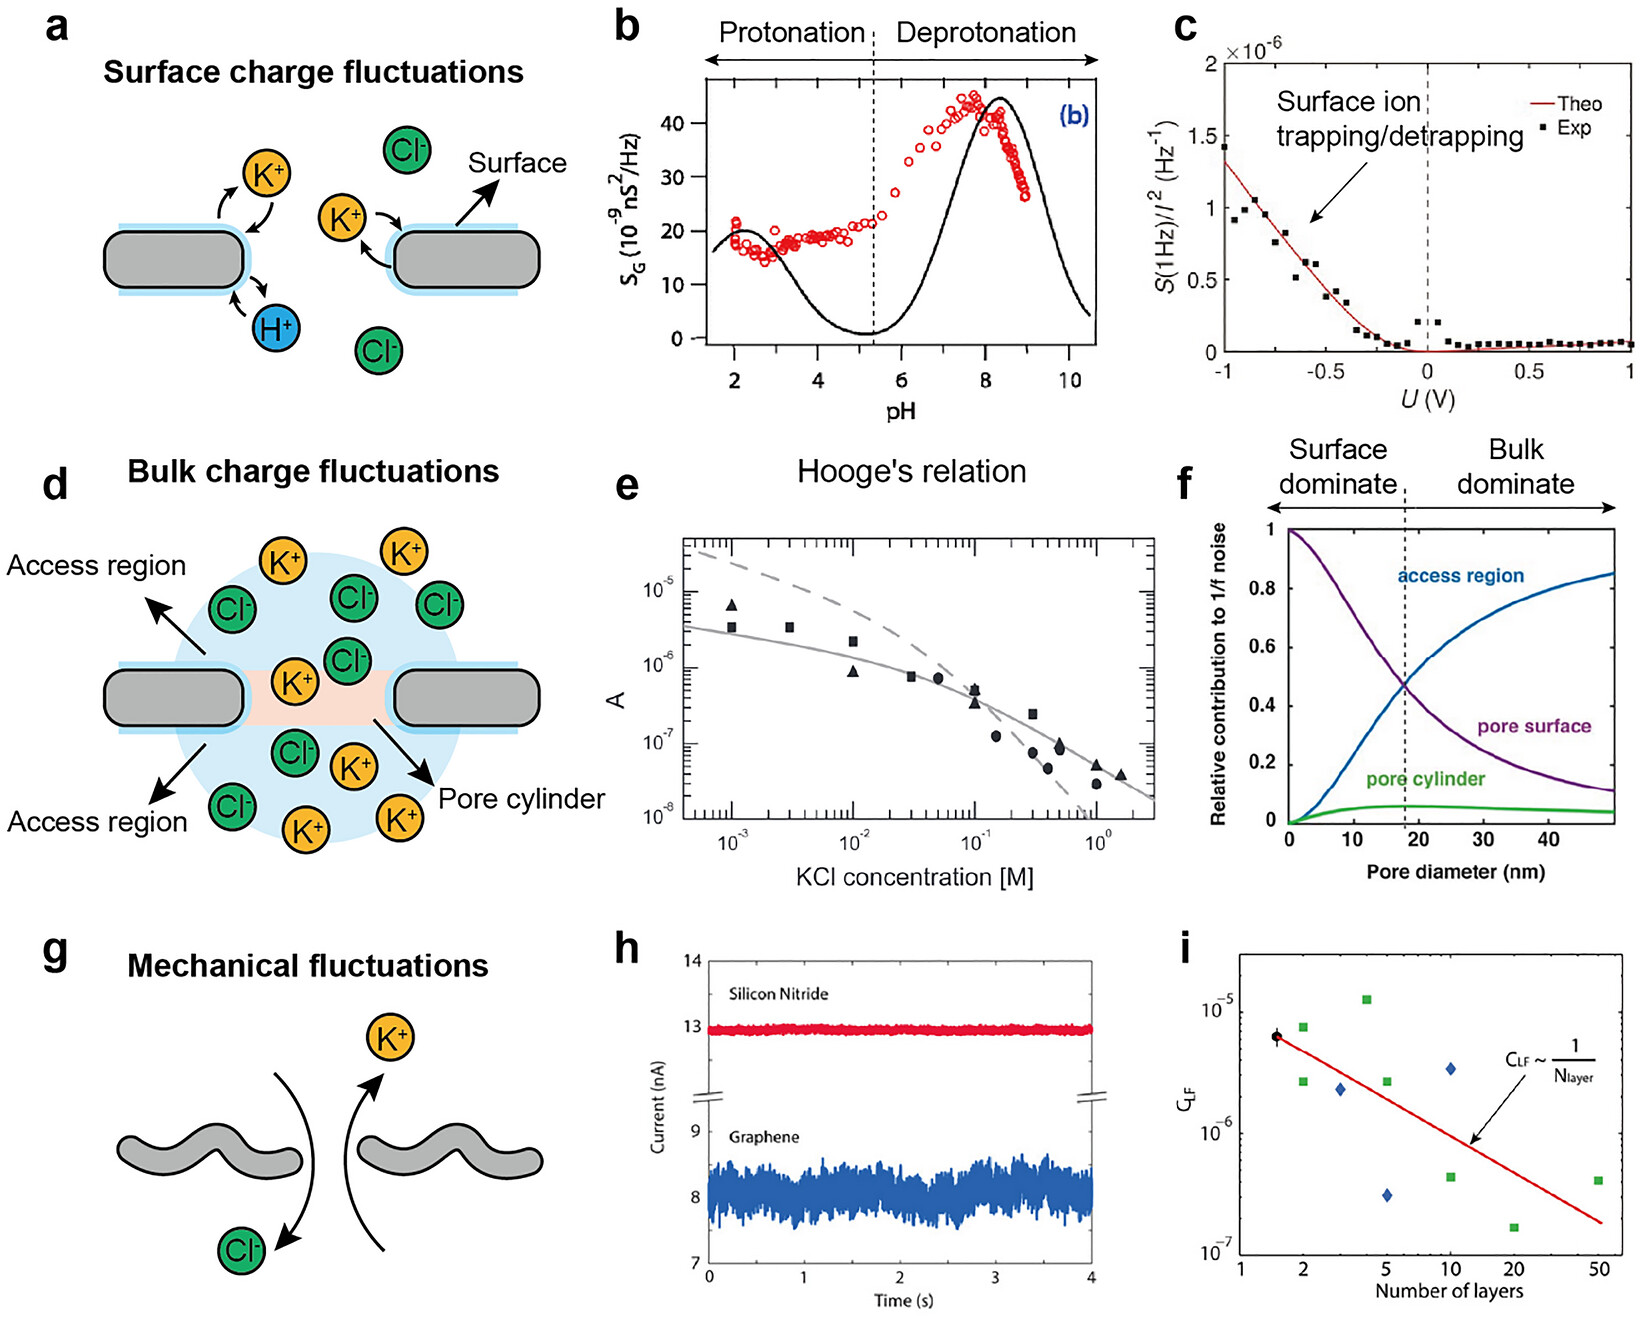 a
Surface charge fluctuations
Cl-
K+
K+
Surface
H+
Cl-
b
Protonation
Deprotonation
(b)
SG (10-9 nS2/Hz)
40
30
20
10
0
2
4
6
8
10
pH
c
×10-6
2
1.5
1
0.5
0
S(1Hz)/I2 (Hz-1)
Surface ion
trapping/detrapping
Theo
Exp
-1
-0.5
0
0.5
1
U (V)
d
Bulk charge fluctuations
Access region
K+
K+
Cl-
Cl-
Cl-
Cl-
K+
Cl-
K+
Cl-
K+
K+
Access region
Pore cylinder
e
Hooge's relation
A
10-5
10-6
10-7
10-8
10-3
10-2
10-1
100
KCl concentration [M]
f
Surface
dominate
Bulk
dominate
Relative contribution to 1/f noise
1
0.8
0.6
0.4
0.2
0
access region
pore surface
pore cylinder
0
10
20
30
40
Pore diameter (nm)
g
Mechanical fluctuations
K+
Cl-
h
Current (nA)
14
13
9
8
7
Silicon Nitride
Graphene
0
1
2
3
4
Time (s)
i
CLF
10-5
10-6
10-7
CLF ~ 1
Nlayer
1
2
5
10
20
50
Number of layers